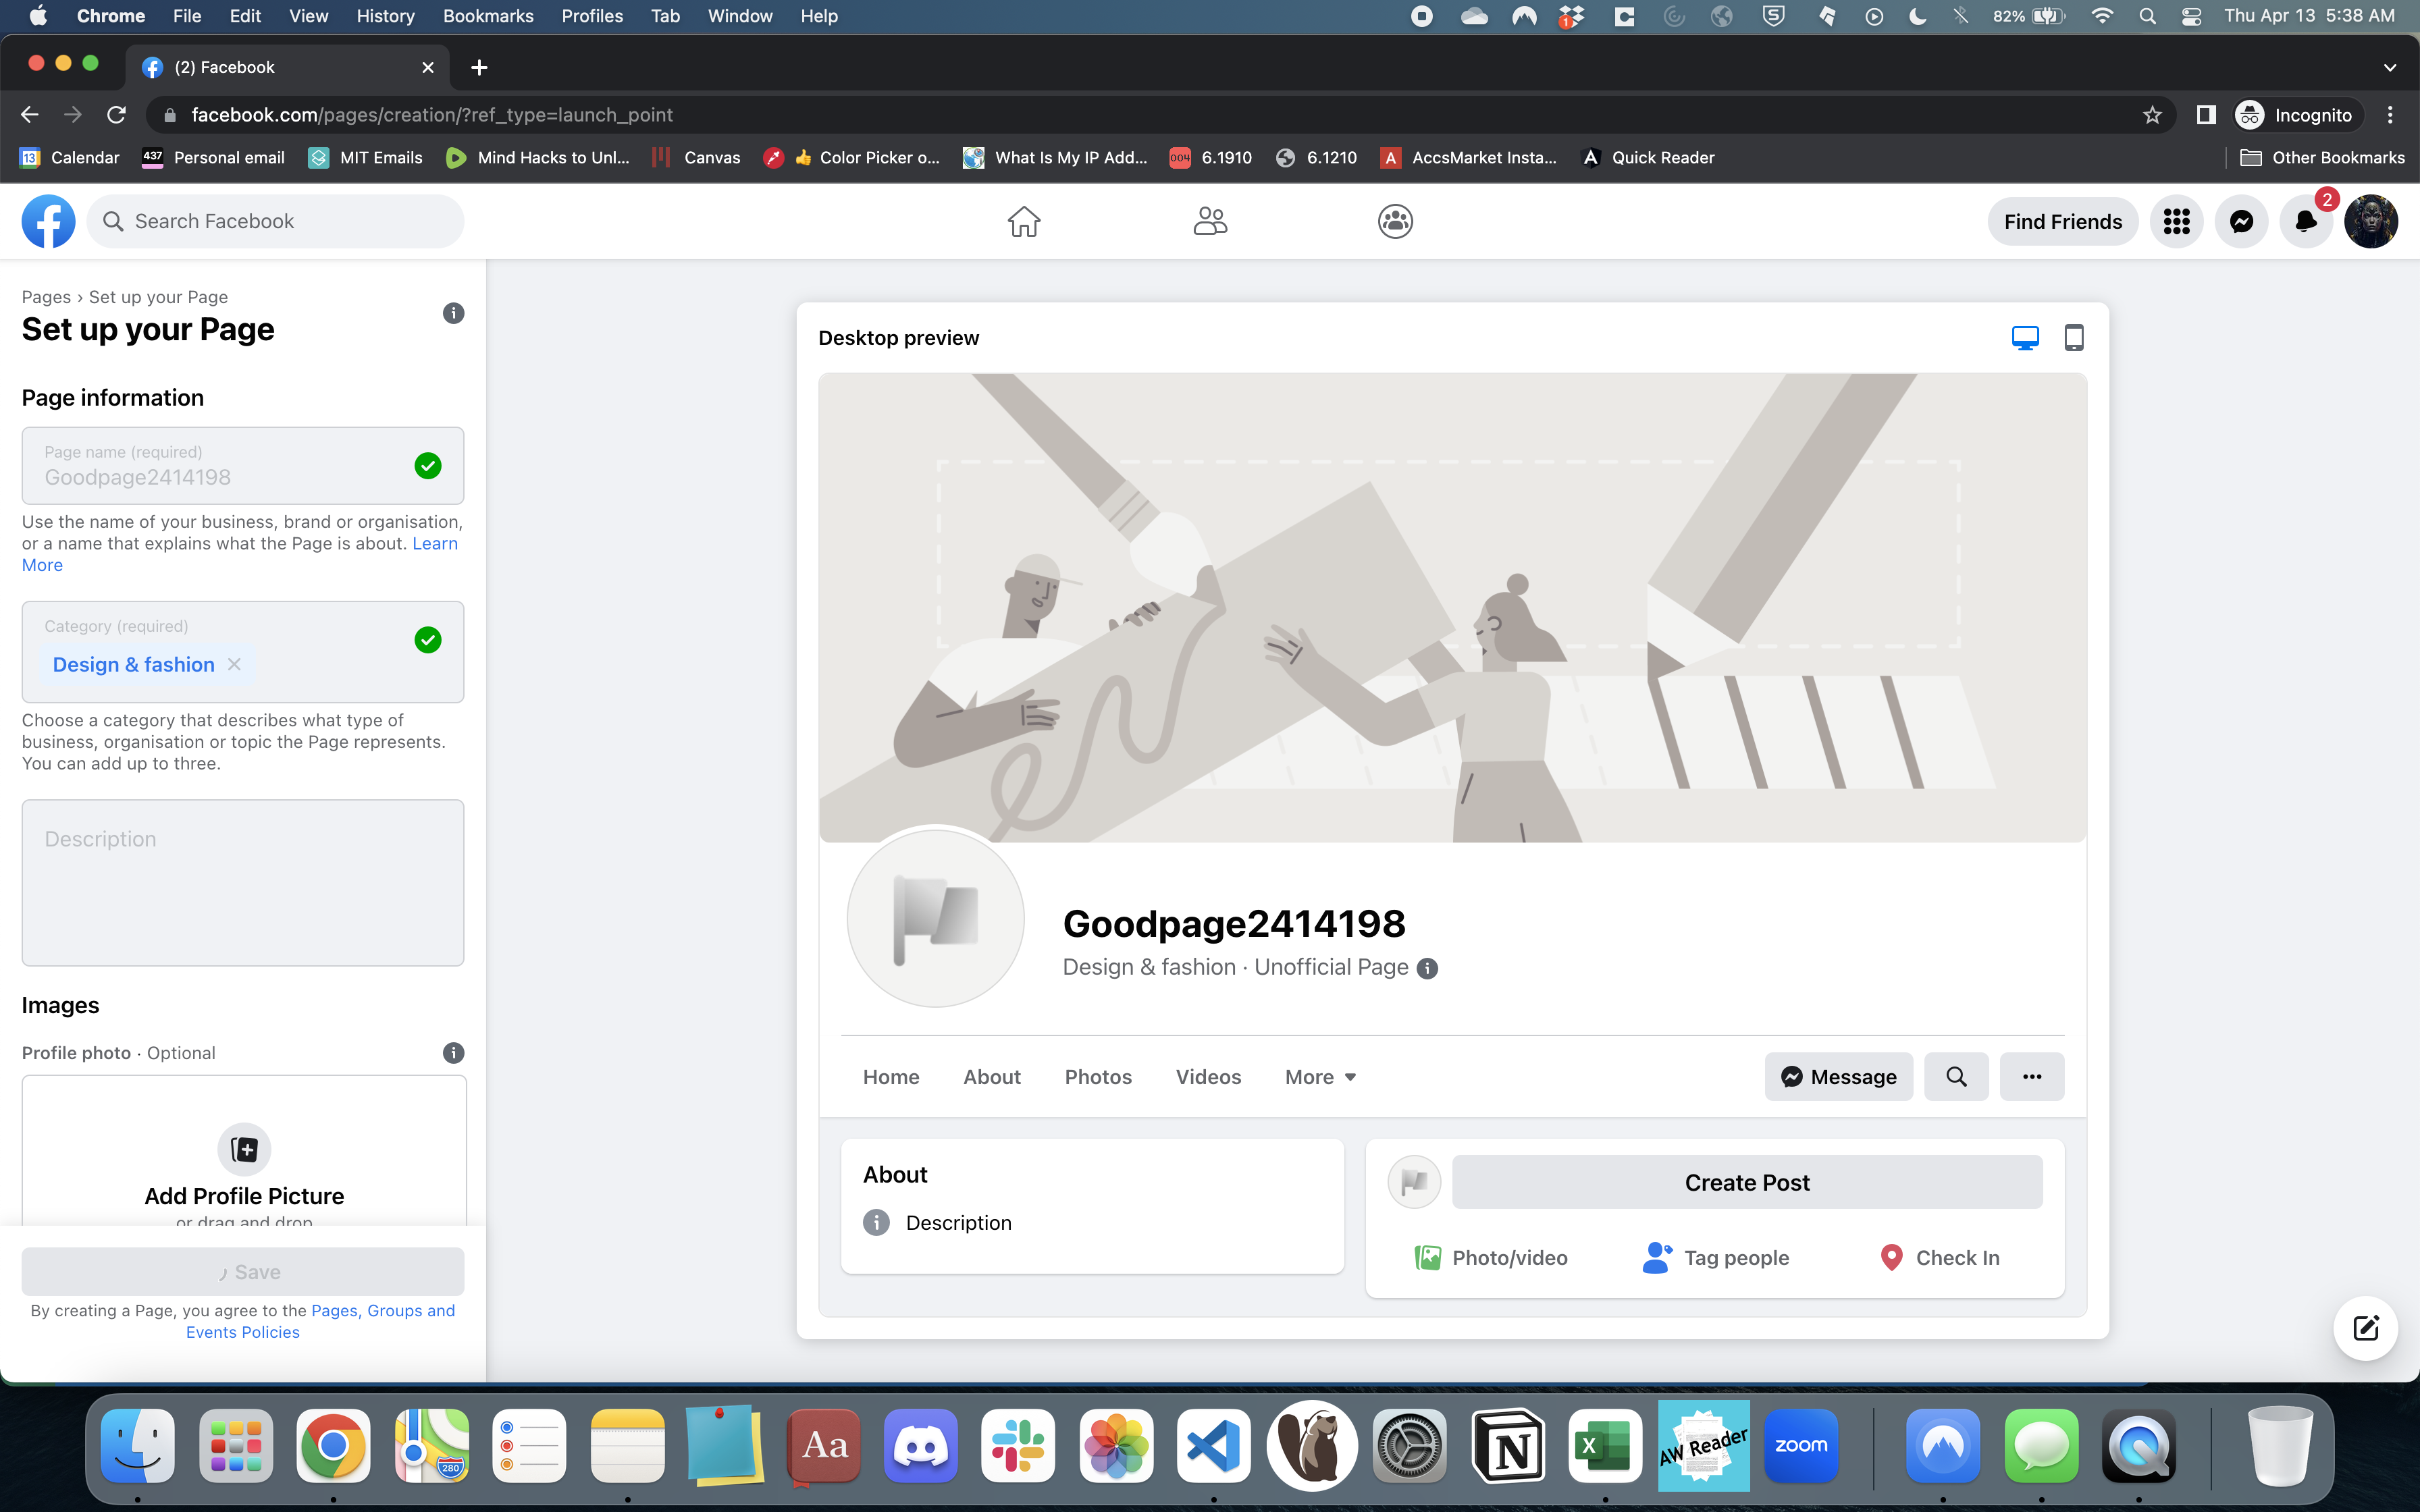 Chrome File Edit View History Bookmarks Profiles Tab Window Help
1
82%
Thu Apr 13 5:38 AM
(2) Facebook
facebook.com/pages/creation/?ref_type=launch_point
Incognito
13 Calendar
437 Personal email
MIT Emails
Mind Hacks to Unl...
Canvas
Color Picker o...
What Is My IP Add...
004 6.1910
6.1210
A AccsMarket Insta...
A Quick Reader
Other Bookmarks
Search Facebook
Find Friends
2
Pages › Set up your Page
Set up your Page
Page information
Page name (required)
Goodpage2414198
Use the name of your business, brand or organisation,
or a name that explains what the Page is about. Learn
More
Category (required)
Design & fashion
Choose a category that describes what type of
business, organisation or topic the Page represents.
You can add up to three.
Description
Images
Profile photo · Optional
Add Profile Picture
or drag and drop
Save
By creating a Page, you agree to the Pages, Groups and
Events Policies
Desktop preview
Goodpage2414198
Design & fashion · Unofficial Page
Home About Photos Videos More
Message
About
Description
Create Post
Photo/video
Tag people
Check In
280
Aa
N
X
AW Reader
zoom